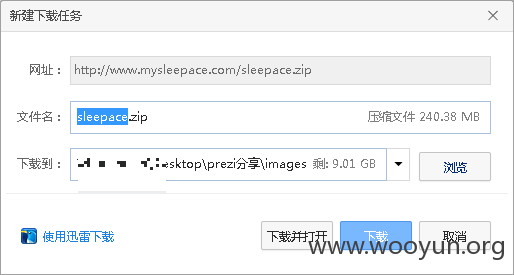 新建下载任务
网址： http://www.mysleepace.com/sleepace.zip
文件名： sleepace.zip 压缩文件 240.38 MB
下载到： esktop\prezi分享\images 剩: 9.01 GB 浏览
使用迅雷下载 下载并打开 下载 取消
www.wooyun.org